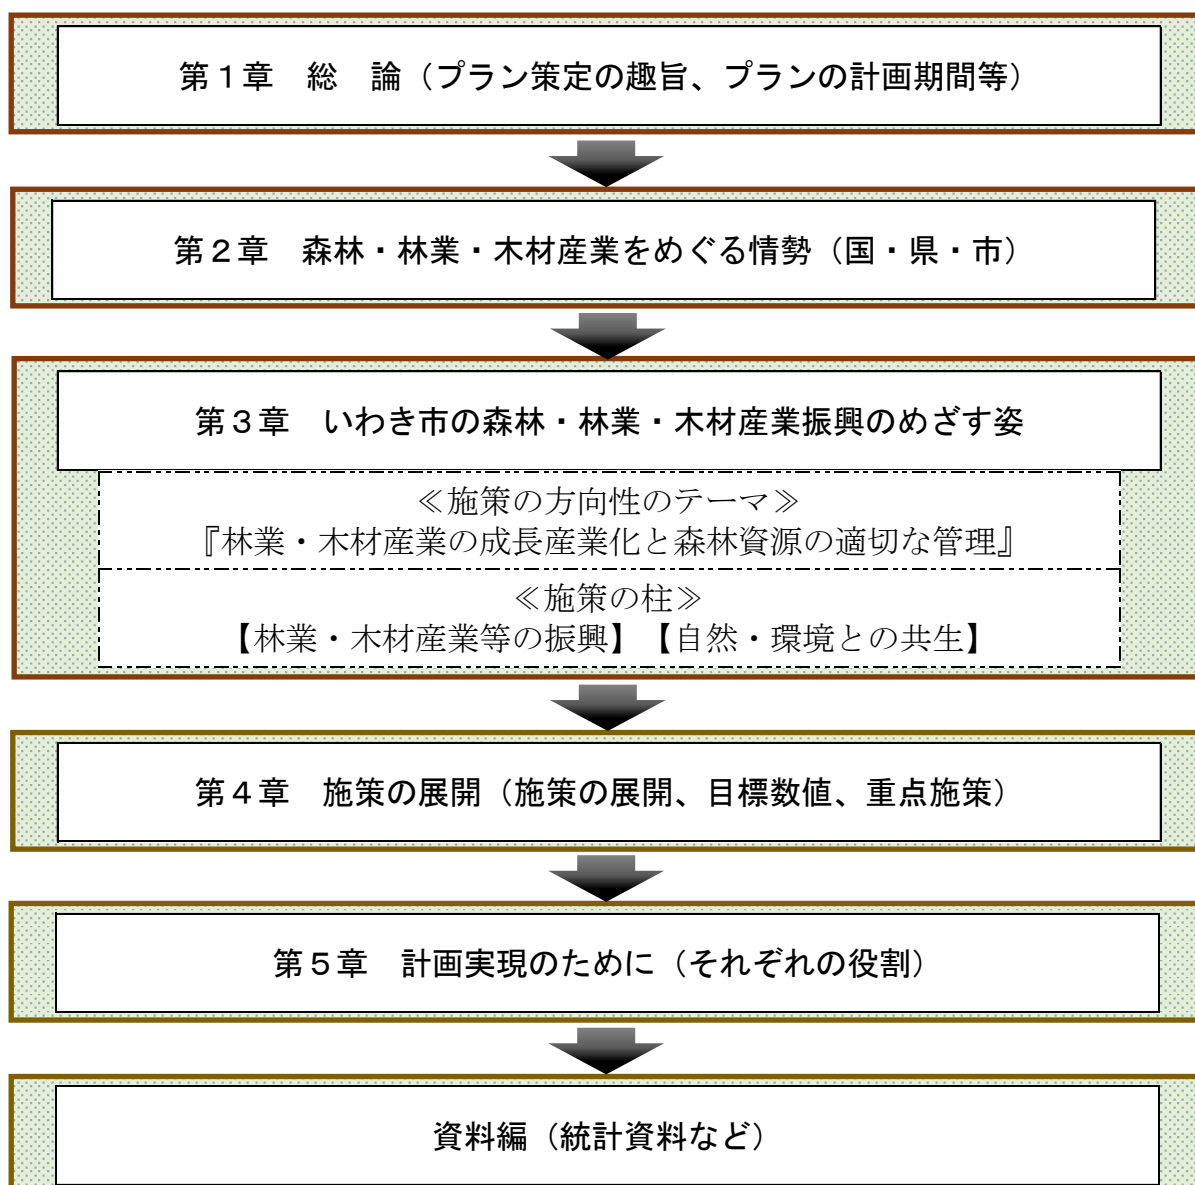 第１章　総　論（プラン策定の趣旨、プランの計画期間等）
第２章　森林・林業・木材産業をめぐる情勢（国・県・市）
第３章　いわき市の森林・林業・木材産業振興のめざす姿
≪施策の方向性のテーマ≫
『林業・木材産業の成長産業化と森林資源の適切な管理』
≪施策の柱≫
【林業・木材産業等の振興】【自然・環境との共生】
第４章　施策の展開（施策の展開、目標数値、重点施策）
第５章　計画実現のために（それぞれの役割）
資料編（統計資料など）